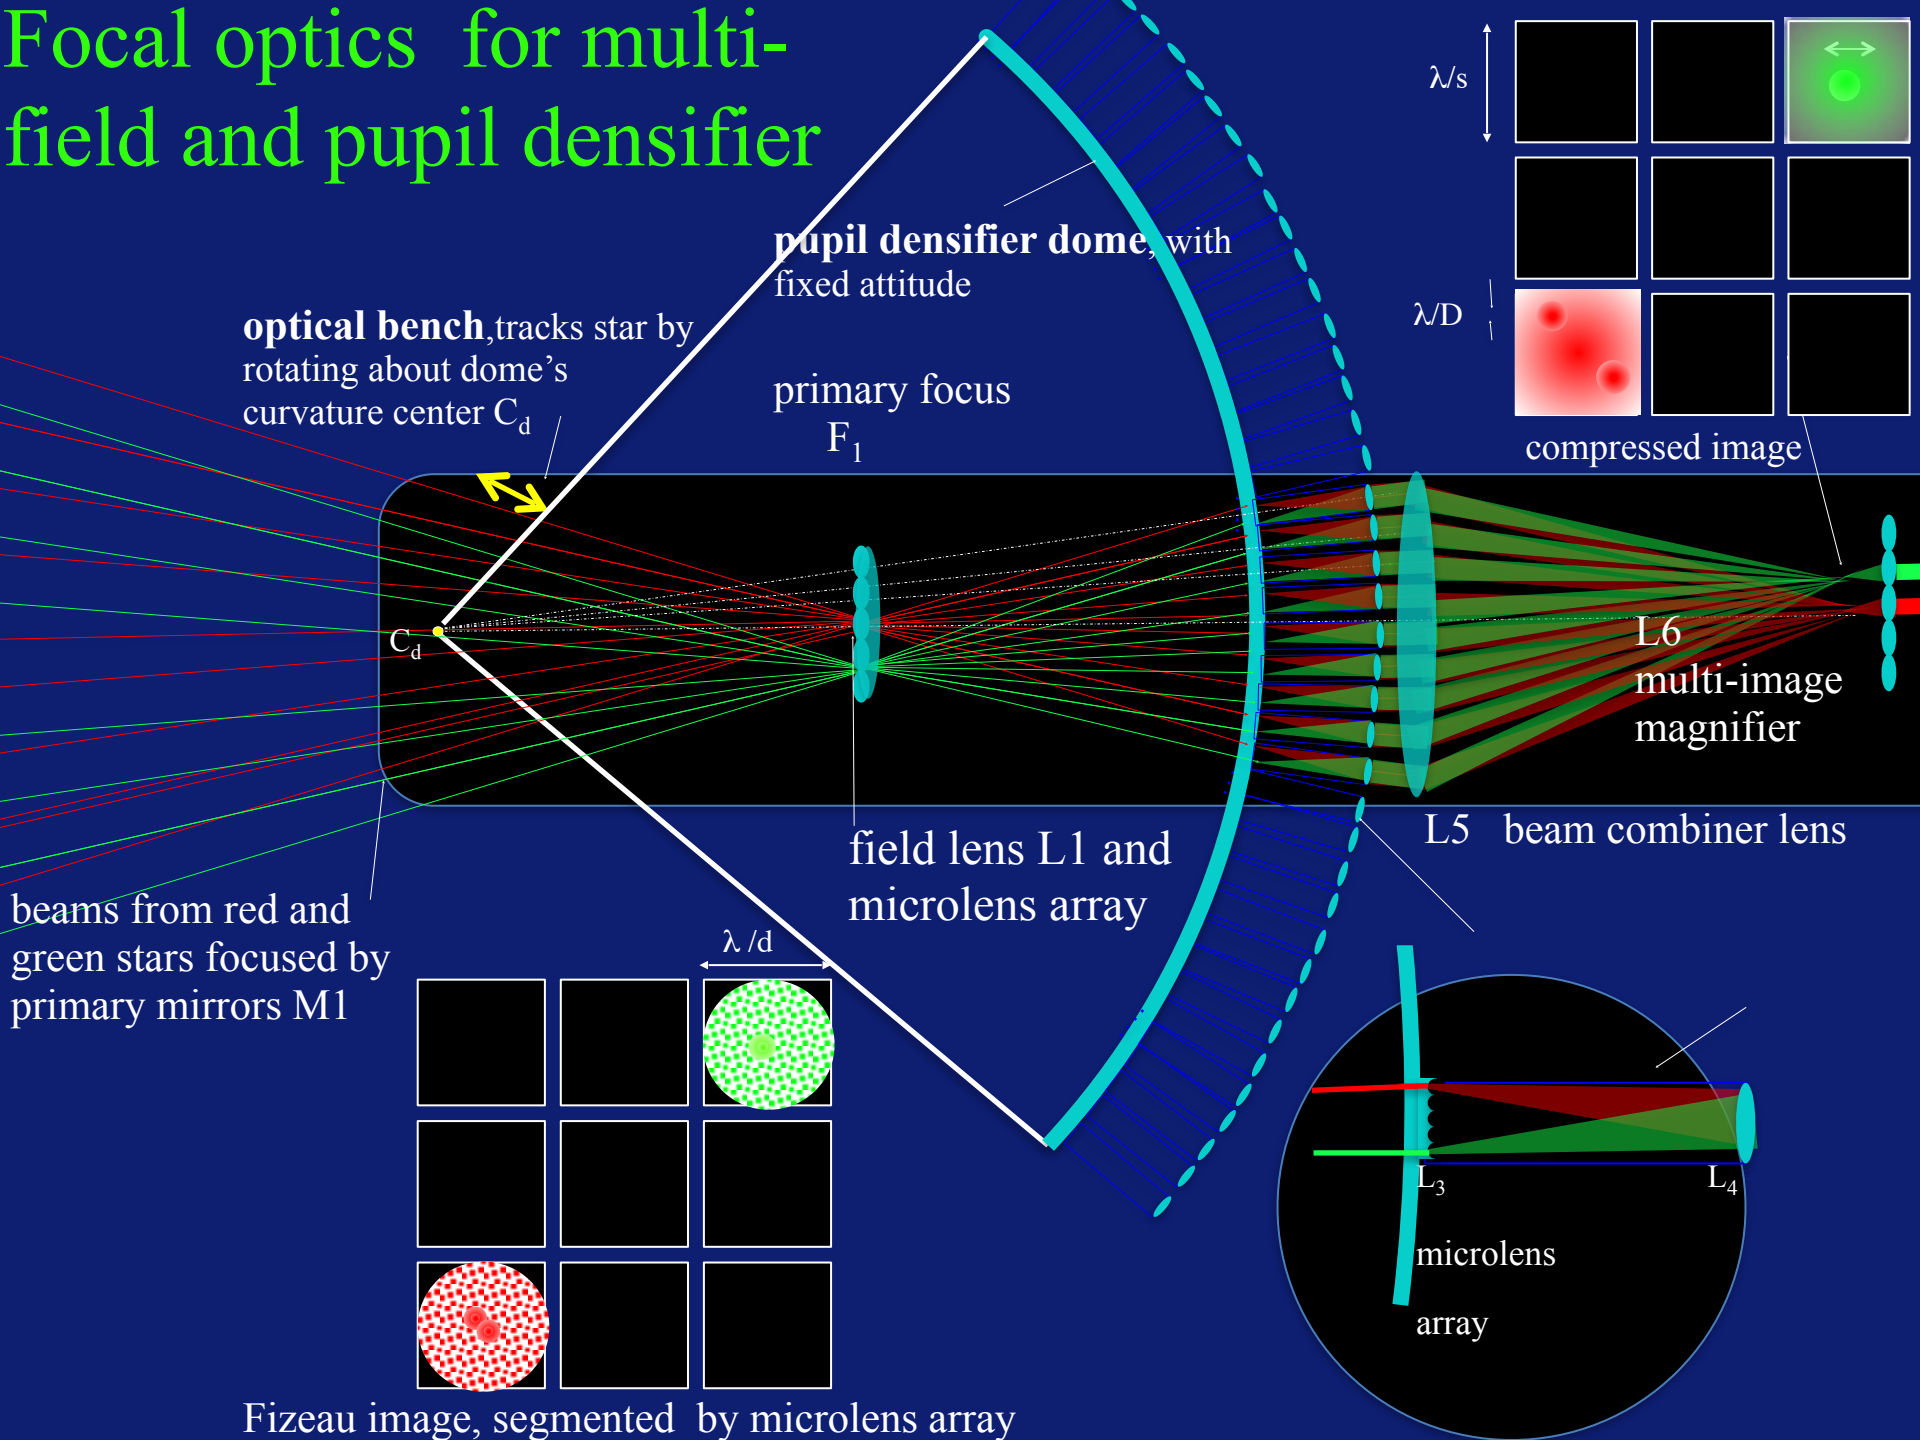 Focal optics for multi-
field and pupil densifier
λ/s
pupil densifier dome, with
fixed attitude
optical bench,tracks star by
rotating about dome’s
curvature center Cd
λ/D
primary focus
F1
compressed image
Cd
L6
multi-image
magnifier
L5 beam combiner lens
field lens L1 and
microlens array
beams from red and
green stars focused by
primary mirrors M1
λ /d
L3
L4
microlens
array
Fizeau image, segmented by microlens array